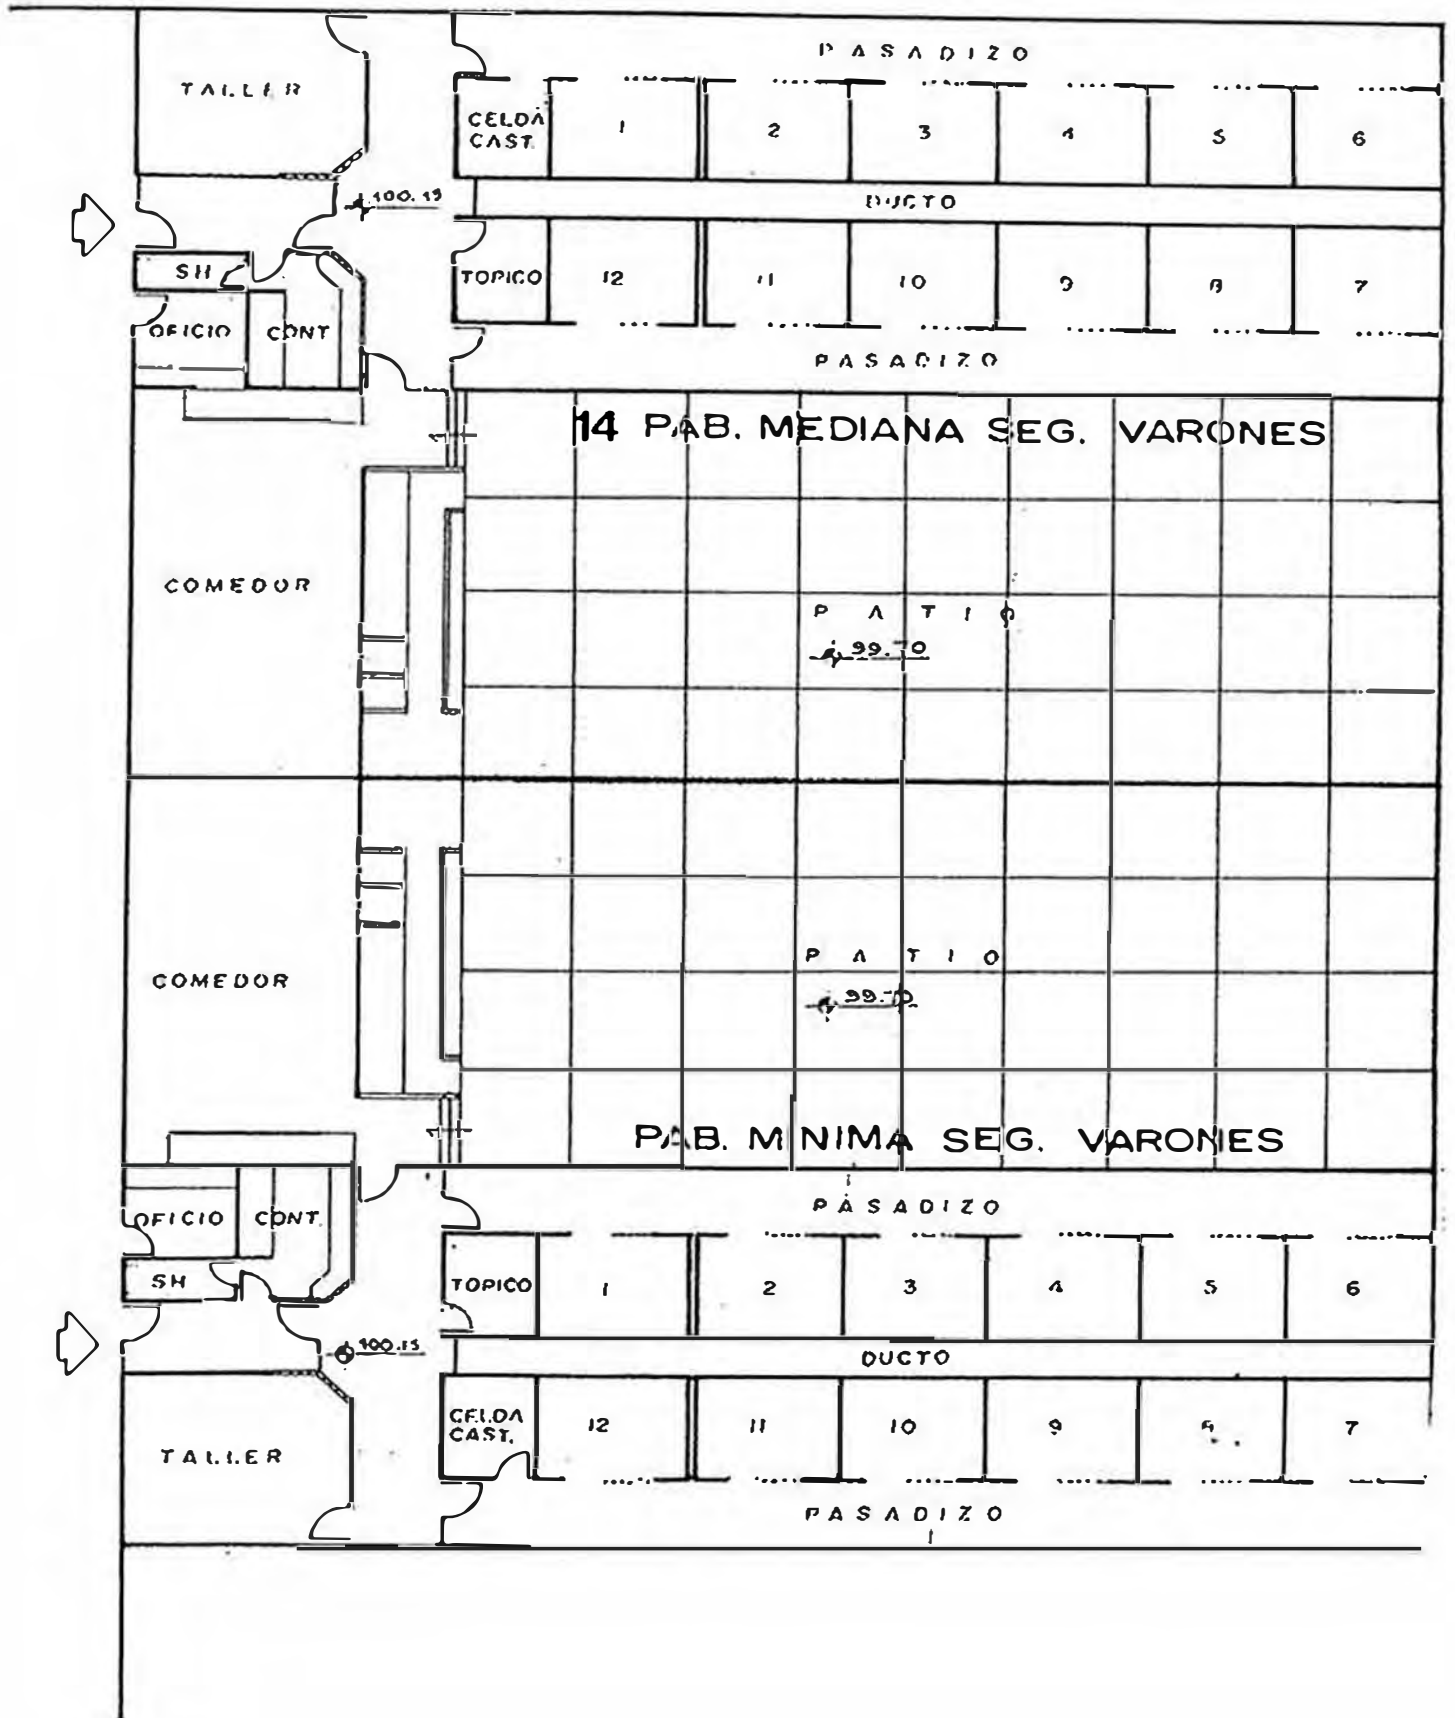 PASADIZO
TALLER
CELDA
CAST.
1
2
3
4
5
6
100.15
DUCTO
SH
TOPICO
12
11
10
9
8
7
OFICIO
CONT
PASADIZO
14 PAB. MEDIANA SEG. VARONES
COMEDOR
PATIO
99.70
PATIO
COMEDOR
99.70
PAB. MINIMA SEG. VARONES
PASADIZO
OFICIO
CONT.
SH
TOPICO
1
2
3
4
5
6
100.15
DUCTO
CELDA
CAST.
12
11
10
9
8
7
TALLER
PASADIZO